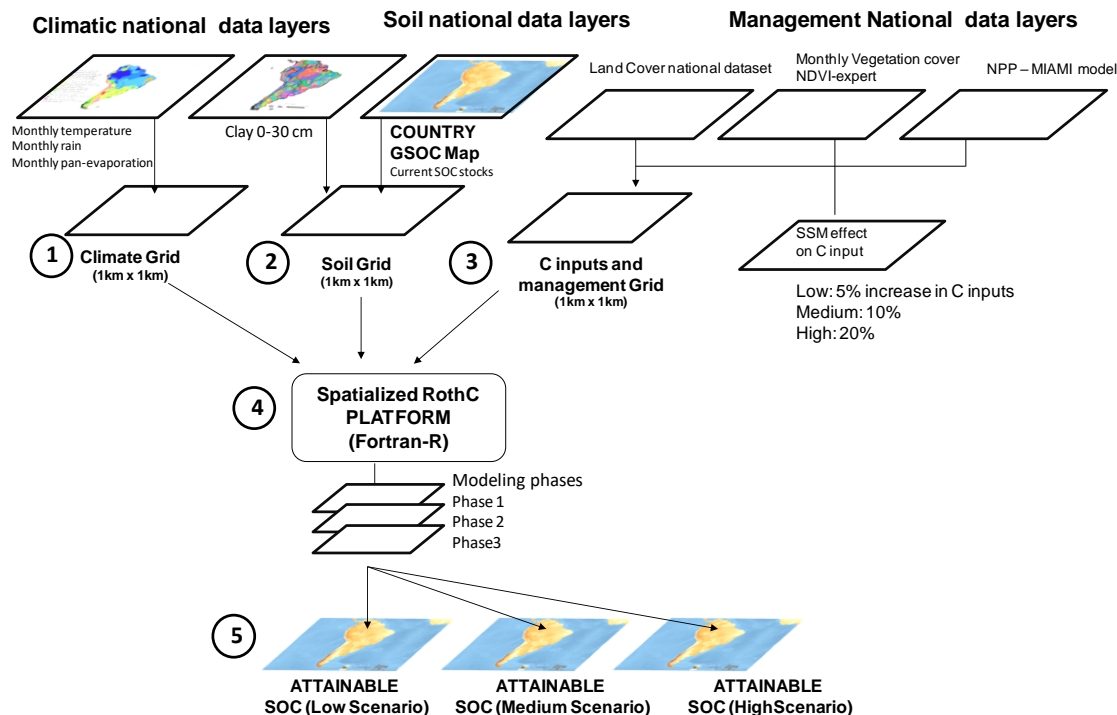 Climatic national data layers
Soil national data layers
Management National data layers
Land Cover national dataset
Monthly Vegetation cover
NDVI-expert
NPP – MIAMI model
Monthly temperature
Monthly rain
Monthly pan-evaporation
Clay 0-30 cm
COUNTRY
GSOC Map
Current SOC stocks
1
Climate Grid
(1km x 1km)
2
Soil Grid
(1km x 1km)
3
C inputs and
management Grid
(1km x 1km)
SSM effect
on C input
Low: 5% increase in C inputs
Medium: 10%
High: 20%
4
Spatialized RothC
PLATFORM
(Fortran-R)
Modeling phases
Phase 1
Phase 2
Phase3
5
ATTAINABLE
SOC (Low Scenario)
ATTAINABLE
SOC (Medium Scenario)
ATTAINABLE
SOC (HighScenario)